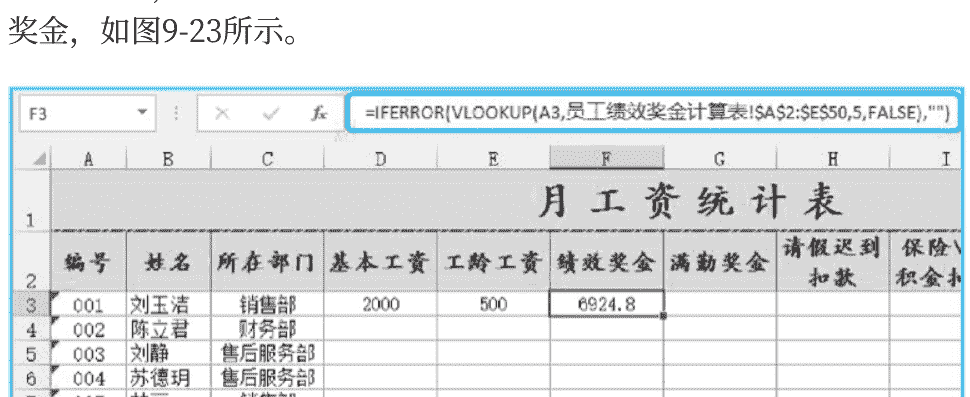 奖金，如图9-23所示。
F3 fx =IFERROR(VLOOKUP(A3,员工绩效奖金计算表!$A$2:$E$50,5,FALSE),"")
A B C D E F G H I
1 月工资统计表
2 编号 姓名 所在部门 基本工资 工龄工资 绩效奖金 满勤奖金 请假迟到 保险
扣款 积金
3 001 刘玉洁 销售部 2000 500 6924.8
4 002 陈立君 财务部
5 003 刘静 售后服务部
6 004 苏德玥 售后服务部